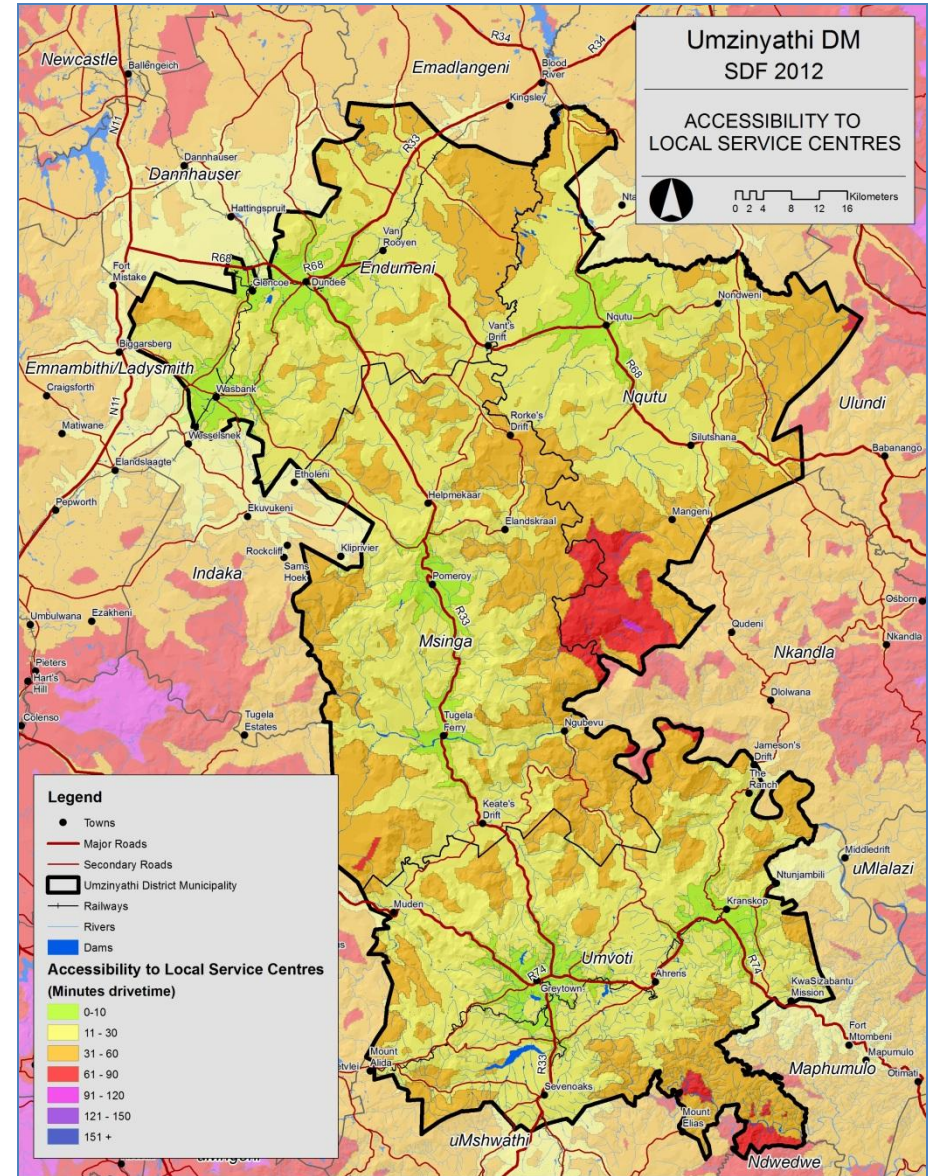 Umzinyathi DM
SDF 2012
ACCESSIBILITY TO
LOCAL SERVICE CENTRES
Kilometers
0 2 4 8 12 16
Newcastle
Ballengeich
R34
R34
Emadlangeni
Blood
River
Kingsley
N11
R33
Dannhauser
Dannhauser
Hattingspruit
Van
Rooyen
Endumeni
R68
R68
Fort
Mistake
Glencoe
Dundee
Nondweni
Nqutu
Vant's
Drift
Biggarsberg
Emnambithi/Ladysmith
R68
Craigsforth
N11
Wasbank
Nqutu
Ulundi
Matiwane
Rorke's
Drift
Wesselsnek
Silutshana
Babanango
Elandslaagte
Etholeni
Pepworth
Helpmekaar
Ekuvukeni
Elandskraal
Mangeni
Rockcliff
Sams
Hoek
Kliprivier
Indaka
Pomeroy
Osborn
Umbulwana
Ezakheni
R33
Qudeni
Msinga
Nkandla
Nkandla
Pieters
Hart's
Hill
Dlolwana
Colenso
Tugela
Estates
Tugela
Ferry
Ngubevu
Jameson's
Drift
The
Ranch
Keate's
Drift
Middledrift
uMlalazi
Ntunjambili
Kranskop
Muden
Umvoti
R74
R74
Ahrens
Greytown
KwaSizabantu
Mission
Fort
Mtombeni
Mapumulo
Maphumulo
Otimati
Mount
Alida
R33
Sevenoaks
Mount
Elias
uMshwathi
Ndwedwe
Legend
Towns
Major Roads
Secondary Roads
Umzinyathi District Municipality
Railways
Rivers
Dams
Accessibility to Local Service Centres
(Minutes drivetime)
0-10
11 - 30
31 - 60
61 - 90
91 - 120
121 - 150
151 +